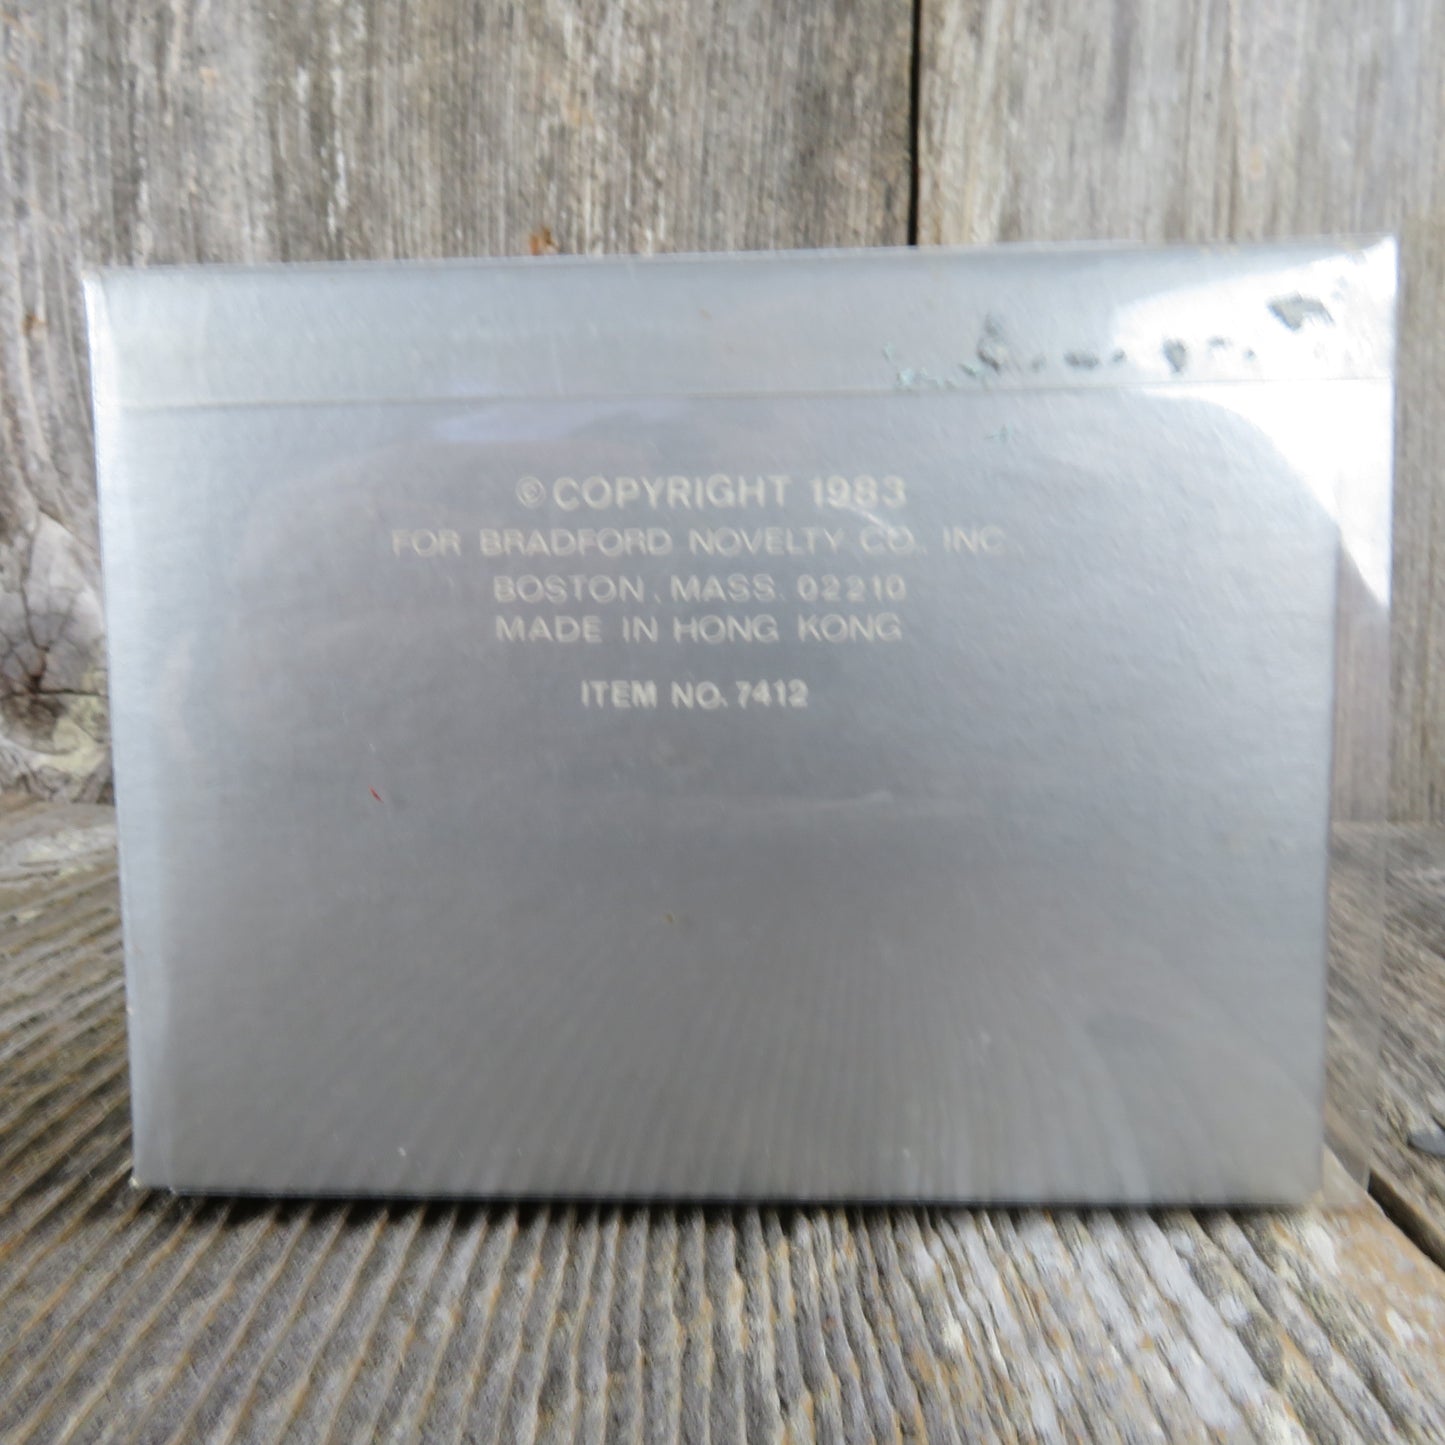 © COPYRIGHT 1983
FOR BRADFORD NOVELTY CO., INC.
BOSTON, MASS. 02210
MADE IN HONG KONG
ITEM NO. 7412